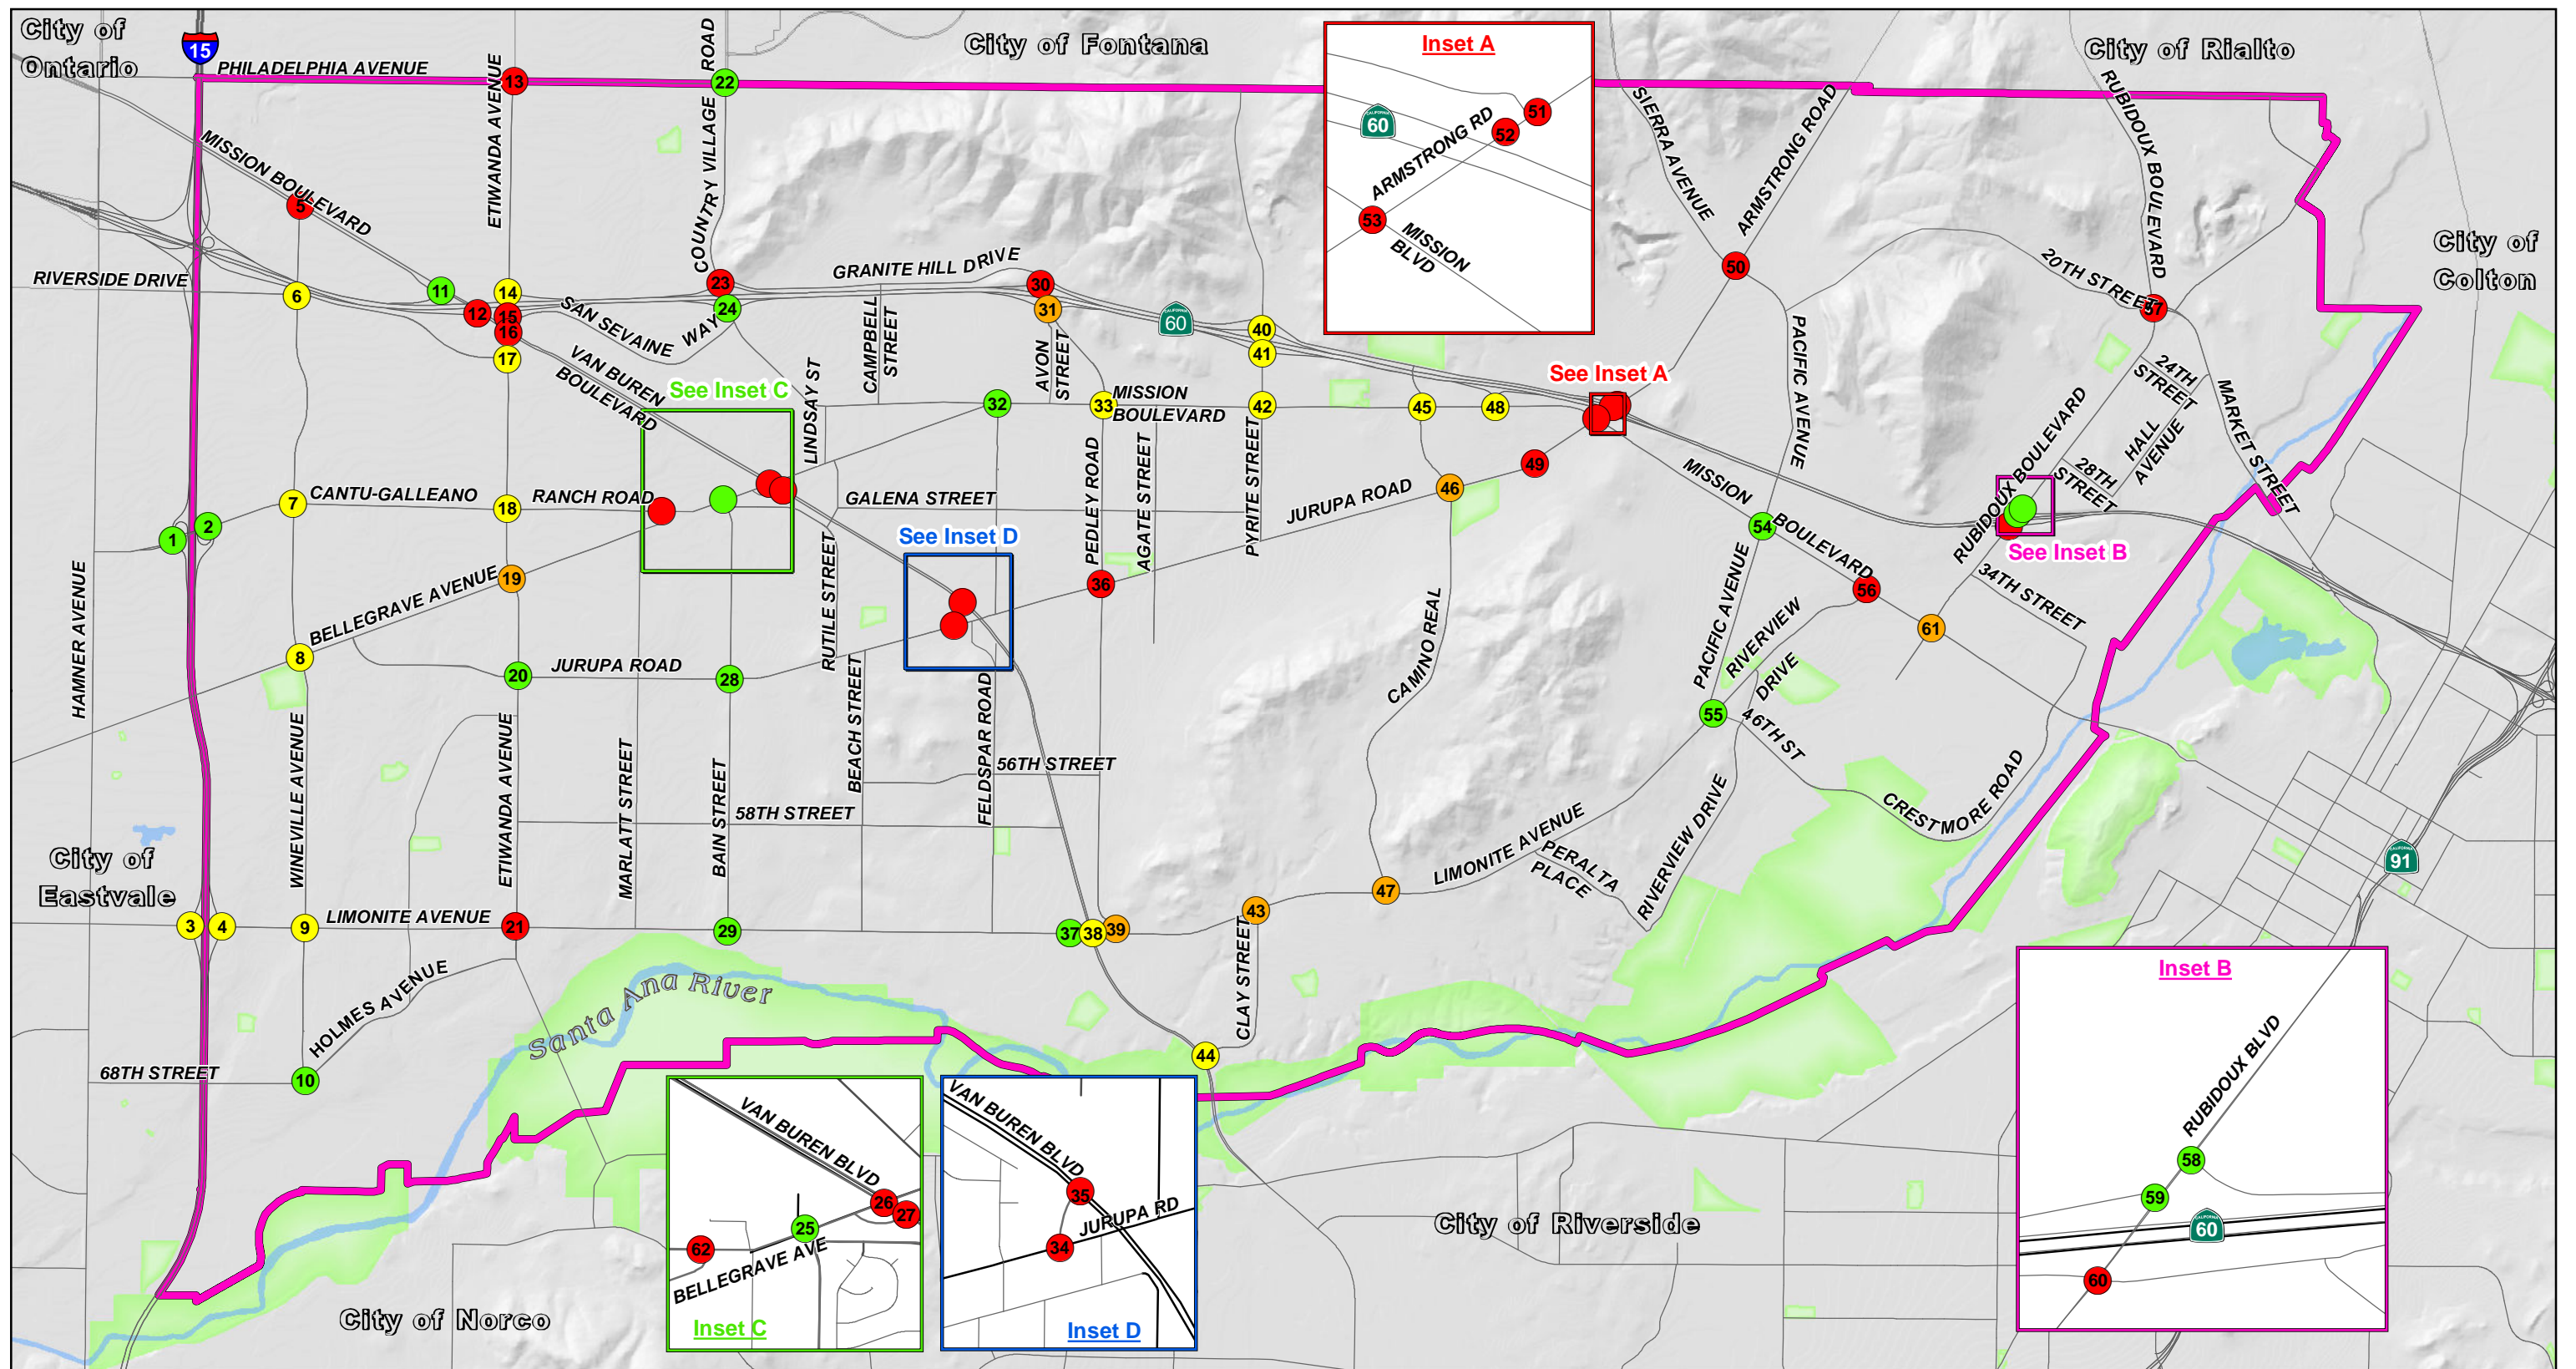 City of
Ontario
15
PHILADELPHIA AVENUE
ETIWANDA AVENUE
13
COUNTRY VILLAGE ROAD
22
City of Fontana
Inset A
60
ARMSTRONG RD
51
52
53
MISSION
BLVD
SIERRA AVENUE
ARMSTRONG ROAD
City of Rialto
RUBIDOUX BOULEVARD
City of
Colton
MISSION BOULEVARD
5
RIVERSIDE DRIVE
6
11
12
14
15
16
17
SAN SEVAINE WAY
23
24
GRANITE HILL DRIVE
30
31
60
40
41
50
20TH STREET
57
VAN BUREN
BOULEVARD
See Inset C
LINDSAY ST
CAMPBELL
STREET
AVON
STREET
32
33
MISSION
BOULEVARD
42
45
48
See Inset A
PACIFIC AVENUE
24TH
STREET
MARKET STREET
HALL
AVENUE
28TH
STREET
RUBIDOUX BOULEVARD
1
2
7
CANTU-GALLEANO
18
RANCH ROAD
GALENA STREET
PEDLEY ROAD
AGATE STREET
PYRITE STREET
JURUPA ROAD
46
49
MISSION
BOULEVARD
54
See Inset B
See Inset D
36
HAMNER AVENUE
BELLEGRAVE AVENUE
19
8
20
JURUPA ROAD
28
RUTILE STREET
BEACH STREET
FELDSPAR ROAD
CAMINO REAL
PACIFIC AVENUE
RIVERVIEW
DRIVE
56
61
34TH STREET
55
46TH ST
WINEVILLE AVENUE
ETIWANDA AVENUE
MARLATT STREET
BAIN STREET
58TH STREET
56TH STREET
LIMONITE AVENUE
PERALTA
PLACE
RIVERVIEW DRIVE
CRESTMORE ROAD
91
City of
Eastvale
3
4
9
LIMONITE AVENUE
21
29
37
38
39
43
47
CLAY STREET
HOLMES AVENUE
Santa Ana River
68TH STREET
10
44
VAN BUREN BLVD
26
27
25
62
BELLEGRAVE AVE
Inset C
VAN BUREN BLVD
35
JURUPA RD
34
Inset D
Inset B
RUBIDOUX BLVD
58
59
60
60
City of Riverside
City of Norco